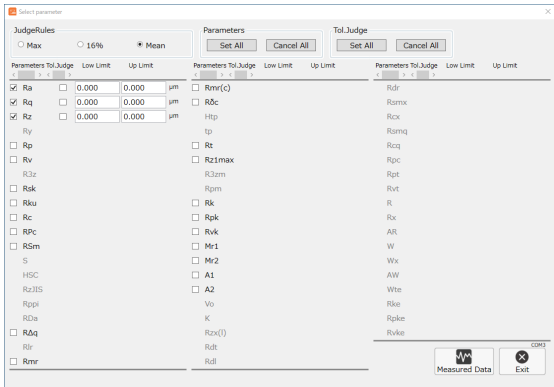 Select parameter
JudgeRules
Max 16% Mean
Parameters
Set All Cancel All
Tol.Judge
Set All Cancel All
Parameters Tol.Judge Low Limit Up Limit
Ra 0.000 0.000 µm
Rq 0.000 0.000 µm
Rz 0.000 0.000 µm
Ry
Rp
Rv
R3z
Rsk
Rku
Rc
RPc
RSm
S
HSC
RzJIS
Rppi
RDa
RΔq
Rlr
Rmr
Parameters Tol.Judge Low Limit Up Limit
Rmr(c)
Rδc
Htp
tp
Rt
Rz1max
R3zm
Rpm
Rk
Rpk
Rvk
Mr1
Mr2
A1
A2
Vo
K
Rzx(l)
Rdt
Rdl
Parameters Tol.Judge Low Limit Up Limit
Rdr
Rsmx
Rcx
Rsmq
Rcq
Rpc
Rpt
Rvt
R
Rx
AR
W
Wx
AW
Wte
Rke
Rpke
Rvke
COM3
Measured Data Exit